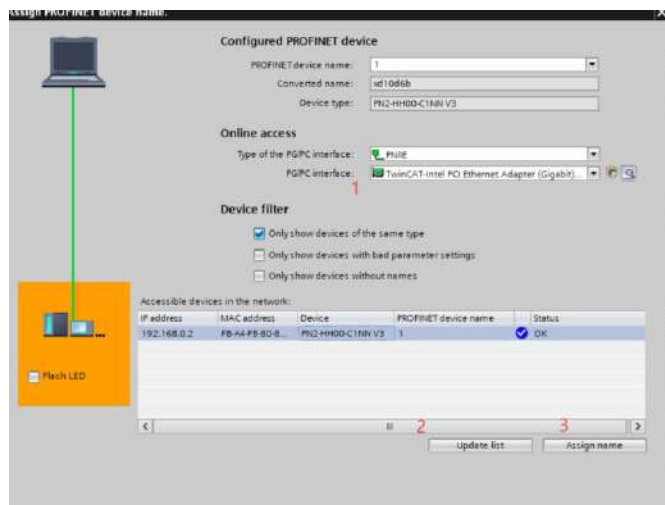 Assign PROFINET device name.
Configured PROFINET device
PROFINET device name: 1
Converted name: xd10d6b
Device type: PN2-HH00-C1NN V3
Online access
Type of the PG/PC interface: PN/IE
PG/PC interface: TwinCAT-Intel PCI Ethernet Adapter (Gigabit)...
1
Device filter
Only show devices of the same type
Only show devices with bad parameter settings
Only show devices without names
Accessible devices in the network:
IP address MAC address Device PROFINET device name Status
192.168.0.2 PN2-HH00-C1NN V3 1 OK
Flash LED
2 3
Update list Assign name